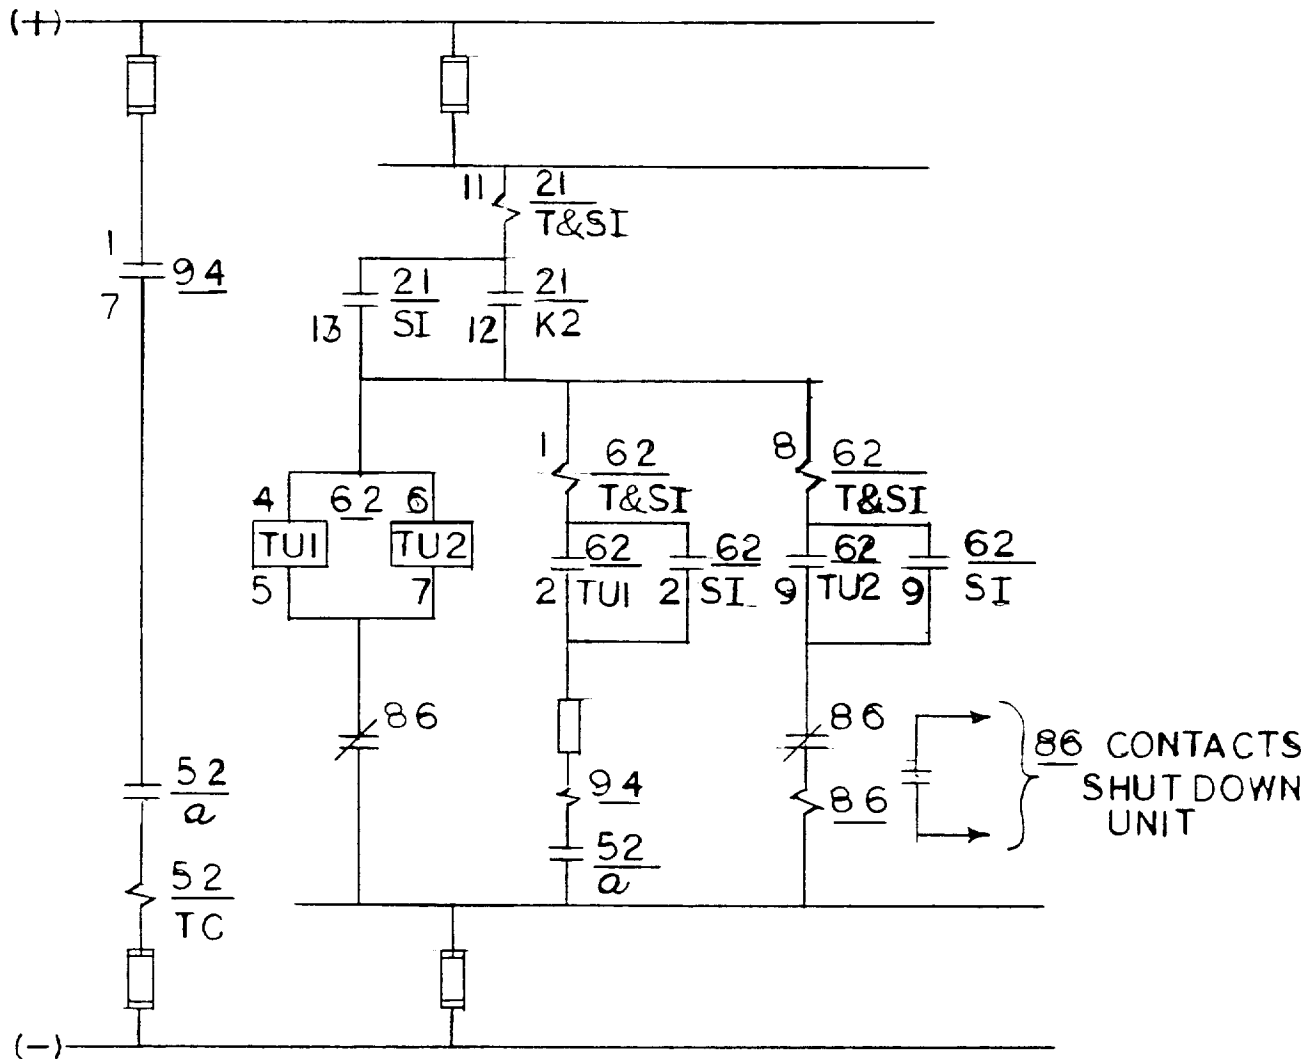 (+)
11 21
T&SI
1
94
7
21
SI
13
21
K2
12
1 62
T&SI
8 62
T&SI
4 62 6
TU1 TU2
5 7
62
TU1
2
62
SI
2
62
TU2
9
62
SI
9
86
86
86 CONTACTS
SHUT DOWN
UNIT
52
a
94
86
52
a
52
TC
(-)